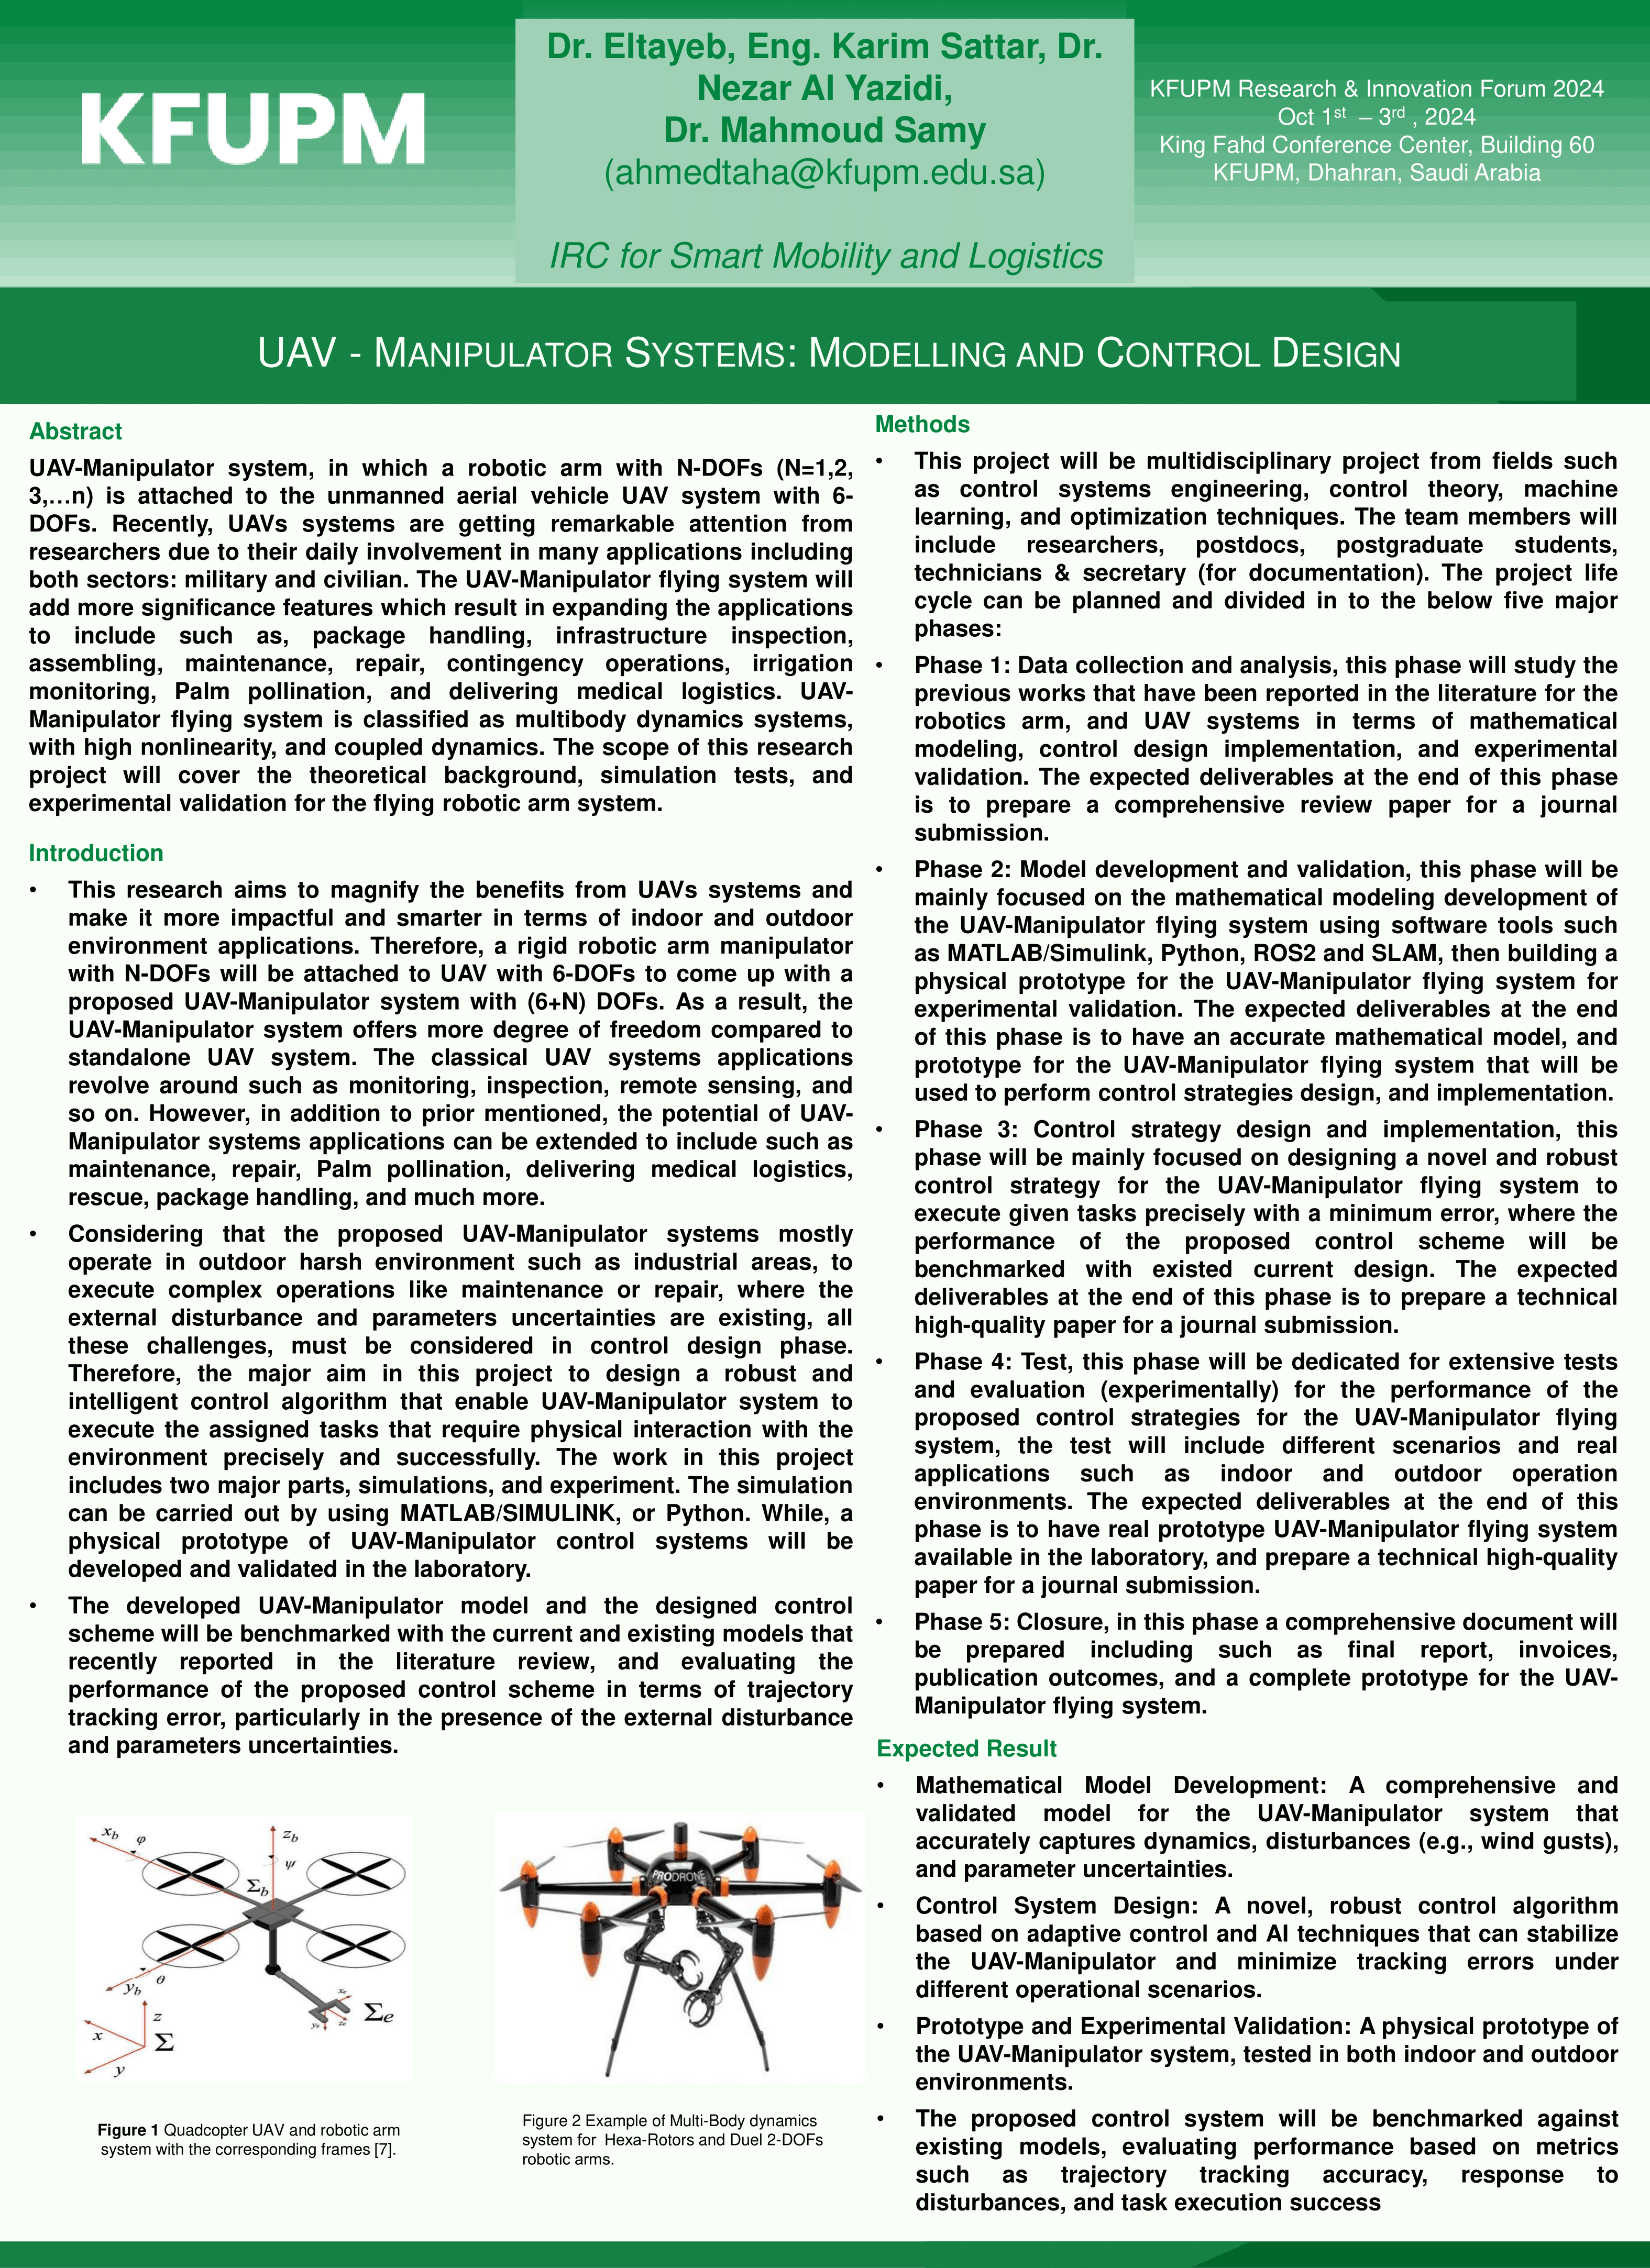 KFUPM
Dr. Eltayeb, Eng. Karim Sattar, Dr.
Nezar Al Yazidi,
Dr. Mahmoud Samy
(ahmedtaha@kfupm.edu.sa)
IRC for Smart Mobility and Logistics
KFUPM Research & Innovation Forum 2024
Oct 1st – 3rd , 2024
King Fahd Conference Center, Building 60
KFUPM, Dhahran, Saudi Arabia
UAV - MANIPULATOR SYSTEMS: MODELLING AND CONTROL DESIGN
Abstract
UAV-Manipulator system, in which a robotic arm with N-DOFs (N=1,2,
3,…n) is attached to the unmanned aerial vehicle UAV system with 6-
DOFs. Recently, UAVs systems are getting remarkable attention from
researchers due to their daily involvement in many applications including
both sectors: military and civilian. The UAV-Manipulator flying system will
add more significance features which result in expanding the applications
to include such as, package handling, infrastructure inspection,
assembling, maintenance, repair, contingency operations, irrigation
monitoring, Palm pollination, and delivering medical logistics. UAV-
Manipulator flying system is classified as multibody dynamics systems,
with high nonlinearity, and coupled dynamics. The scope of this research
project will cover the theoretical background, simulation tests, and
experimental validation for the flying robotic arm system.
Introduction
• This research aims to magnify the benefits from UAVs systems and
make it more impactful and smarter in terms of indoor and outdoor
environment applications. Therefore, a rigid robotic arm manipulator
with N-DOFs will be attached to UAV with 6-DOFs to come up with a
proposed UAV-Manipulator system with (6+N) DOFs. As a result, the
UAV-Manipulator system offers more degree of freedom compared to
standalone UAV system. The classical UAV systems applications
revolve around such as monitoring, inspection, remote sensing, and
so on. However, in addition to prior mentioned, the potential of UAV-
Manipulator systems applications can be extended to include such as
maintenance, repair, Palm pollination, delivering medical logistics,
rescue, package handling, and much more.
• Considering that the proposed UAV-Manipulator systems mostly
operate in outdoor harsh environment such as industrial areas, to
execute complex operations like maintenance or repair, where the
external disturbance and parameters uncertainties are existing, all
these challenges, must be considered in control design phase.
Therefore, the major aim in this project to design a robust and
intelligent control algorithm that enable UAV-Manipulator system to
execute the assigned tasks that require physical interaction with the
environment precisely and successfully. The work in this project
includes two major parts, simulations, and experiment. The simulation
can be carried out by using MATLAB/SIMULINK, or Python. While, a
physical prototype of UAV-Manipulator control systems will be
developed and validated in the laboratory.
• The developed UAV-Manipulator model and the designed control
scheme will be benchmarked with the current and existing models that
recently reported in the literature review, and evaluating the
performance of the proposed control scheme in terms of trajectory
tracking error, particularly in the presence of the external disturbance
and parameters uncertainties.
xb φ zb
ψ
Σb
θ
yb
xe
ye ze Σe
z
x Σ
y
Figure 1 Quadcopter UAV and robotic arm
system with the corresponding frames [7].
PRODRONE
Figure 2 Example of Multi-Body dynamics
system for Hexa-Rotors and Duel 2-DOFs
robotic arms.
Methods
• This project will be multidisciplinary project from fields such
as control systems engineering, control theory, machine
learning, and optimization techniques. The team members will
include researchers, postdocs, postgraduate students,
technicians & secretary (for documentation). The project life
cycle can be planned and divided in to the below five major
phases:
• Phase 1: Data collection and analysis, this phase will study the
previous works that have been reported in the literature for the
robotics arm, and UAV systems in terms of mathematical
modeling, control design implementation, and experimental
validation. The expected deliverables at the end of this phase
is to prepare a comprehensive review paper for a journal
submission.
• Phase 2: Model development and validation, this phase will be
mainly focused on the mathematical modeling development of
the UAV-Manipulator flying system using software tools such
as MATLAB/Simulink, Python, ROS2 and SLAM, then building a
physical prototype for the UAV-Manipulator flying system for
experimental validation. The expected deliverables at the end
of this phase is to have an accurate mathematical model, and
prototype for the UAV-Manipulator flying system that will be
used to perform control strategies design, and implementation.
• Phase 3: Control strategy design and implementation, this
phase will be mainly focused on designing a novel and robust
control strategy for the UAV-Manipulator flying system to
execute given tasks precisely with a minimum error, where the
performance of the proposed control scheme will be
benchmarked with existed current design. The expected
deliverables at the end of this phase is to prepare a technical
high-quality paper for a journal submission.
• Phase 4: Test, this phase will be dedicated for extensive tests
and evaluation (experimentally) for the performance of the
proposed control strategies for the UAV-Manipulator flying
system, the test will include different scenarios and real
applications such as indoor and outdoor operation
environments. The expected deliverables at the end of this
phase is to have real prototype UAV-Manipulator flying system
available in the laboratory, and prepare a technical high-quality
paper for a journal submission.
• Phase 5: Closure, in this phase a comprehensive document will
be prepared including such as final report, invoices,
publication outcomes, and a complete prototype for the UAV-
Manipulator flying system.
Expected Result
• Mathematical Model Development: A comprehensive and
validated model for the UAV-Manipulator system that
accurately captures dynamics, disturbances (e.g., wind gusts),
and parameter uncertainties.
• Control System Design: A novel, robust control algorithm
based on adaptive control and AI techniques that can stabilize
the UAV-Manipulator and minimize tracking errors under
different operational scenarios.
• Prototype and Experimental Validation: A physical prototype of
the UAV-Manipulator system, tested in both indoor and outdoor
environments.
• The proposed control system will be benchmarked against
existing models, evaluating performance based on metrics
such as trajectory tracking accuracy, response to
disturbances, and task execution success